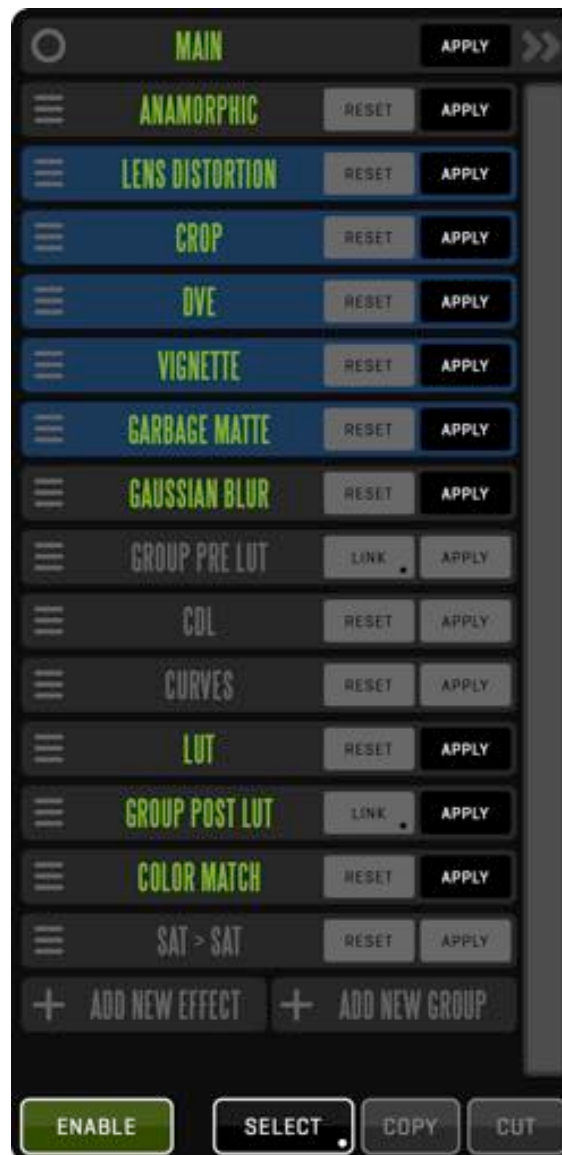 MAIN APPLY
ANAMORPHIC RESET APPLY
LENS DISTORTION RESET APPLY
CROP RESET APPLY
DVE RESET APPLY
VIGNETTE RESET APPLY
GARBAGE MATTE RESET APPLY
GAUSSIAN BLUR RESET APPLY
GROUP PRE LUT LINK APPLY
CDL RESET APPLY
CURVES RESET APPLY
LUT RESET APPLY
GROUP POST LUT LINK APPLY
COLOR MATCH RESET APPLY
SAT > SAT RESET APPLY
+ ADD NEW EFFECT + ADD NEW GROUP
ENABLE SELECT COPY CUT